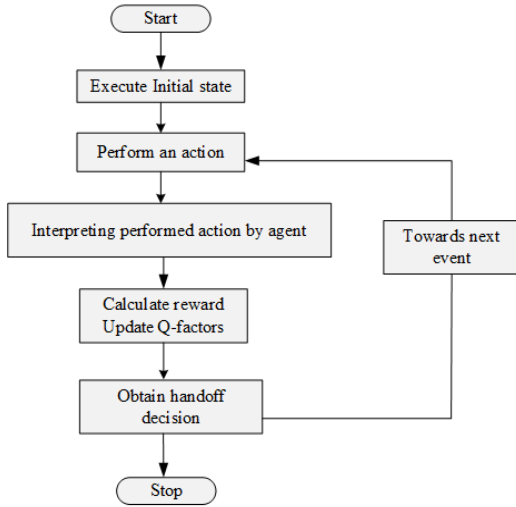 Start
Execute Initial state
Perform an action
Interpreting performed action by agent
Towards next
event
Calculate reward
Update Q-factors
Obtain handoff
decision
Stop